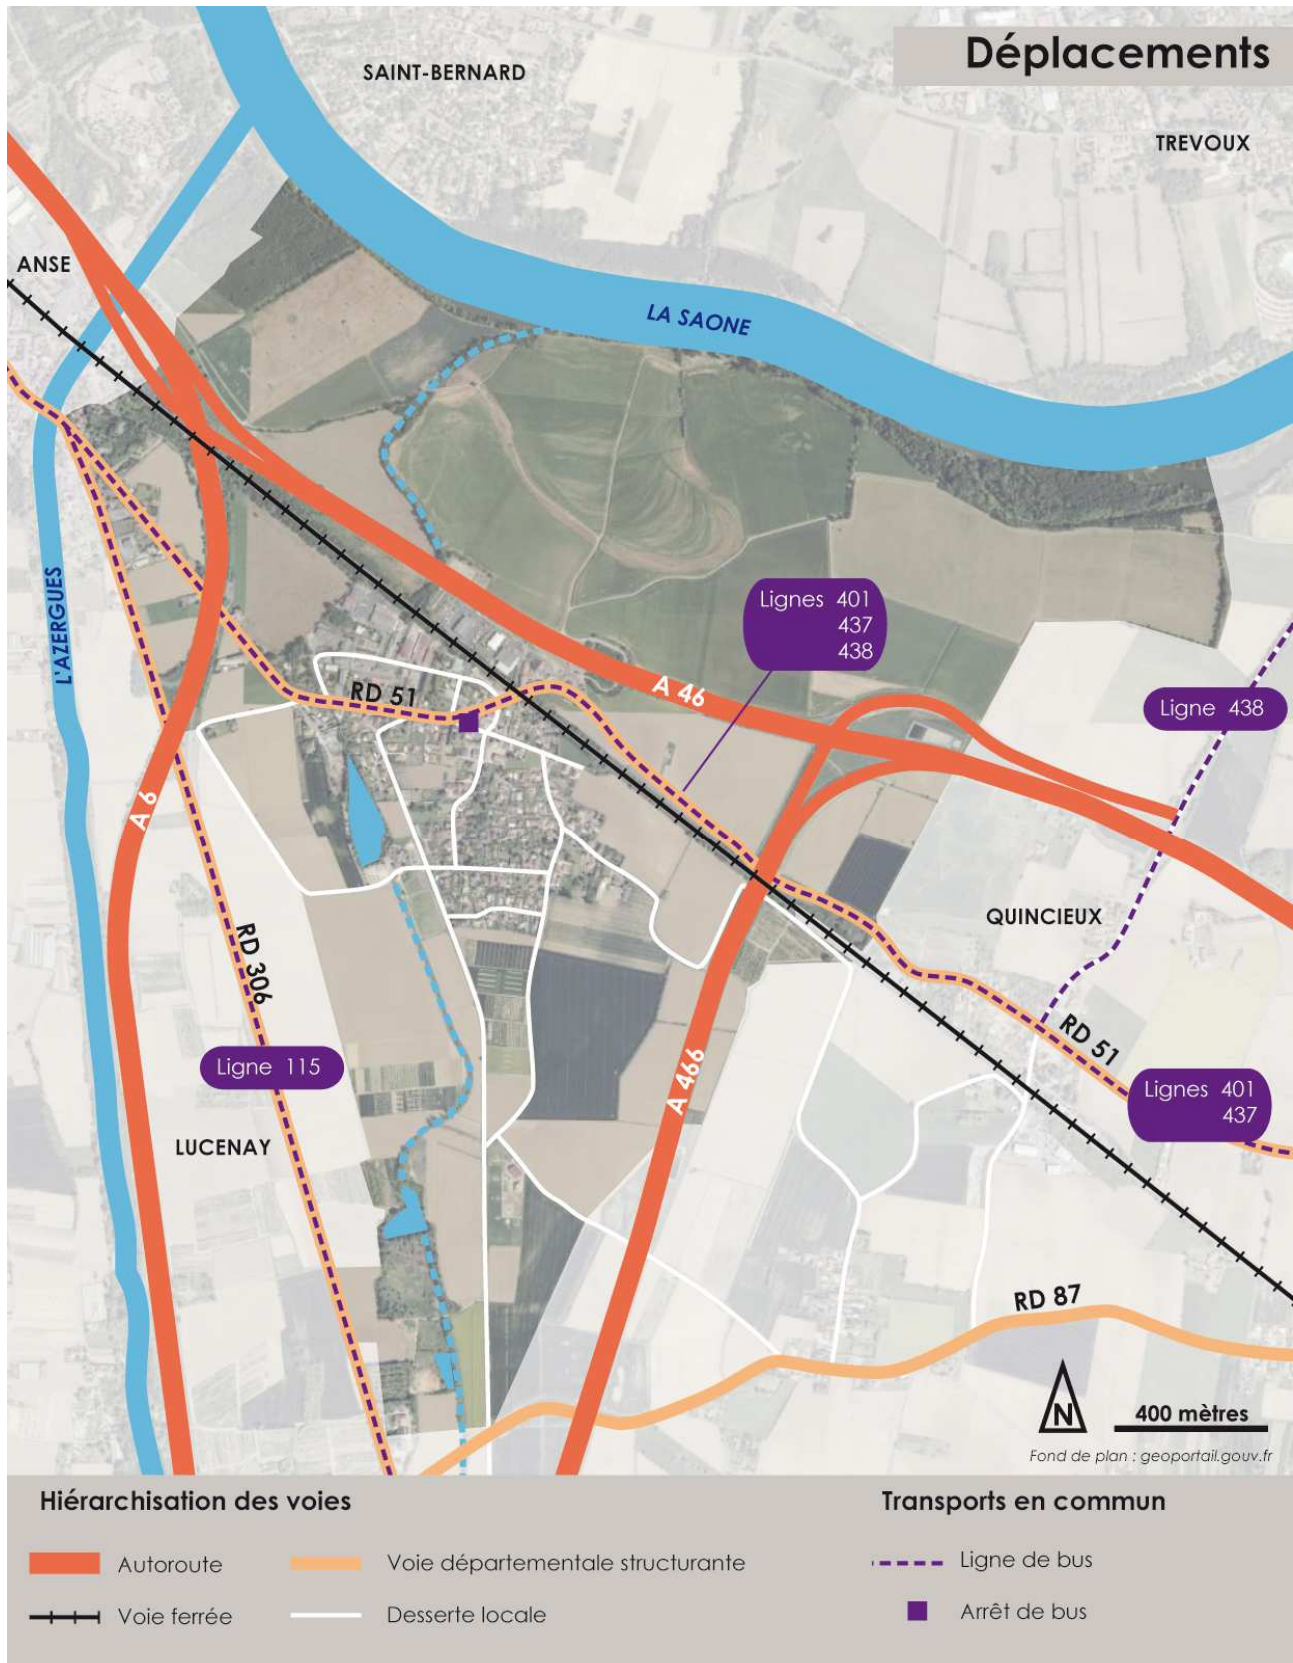 Déplacements
SAINT-BERNARD
TREVOUX
ANSE
LA SAONE
L'AZERGUES
Lignes 401
437
438
RD 51
A 46
Ligne 438
A 6
QUINCIEUX
RD 306
RD 51
Ligne 115
A 466
Lignes 401
437
LUCENAY
RD 87
N
400 mètres
Fond de plan : geoportail.gouv.fr
Hiérarchisation des voies
Transports en commun
Autoroute
Voie départementale structurante
Ligne de bus
Voie ferrée
Desserte locale
Arrêt de bus